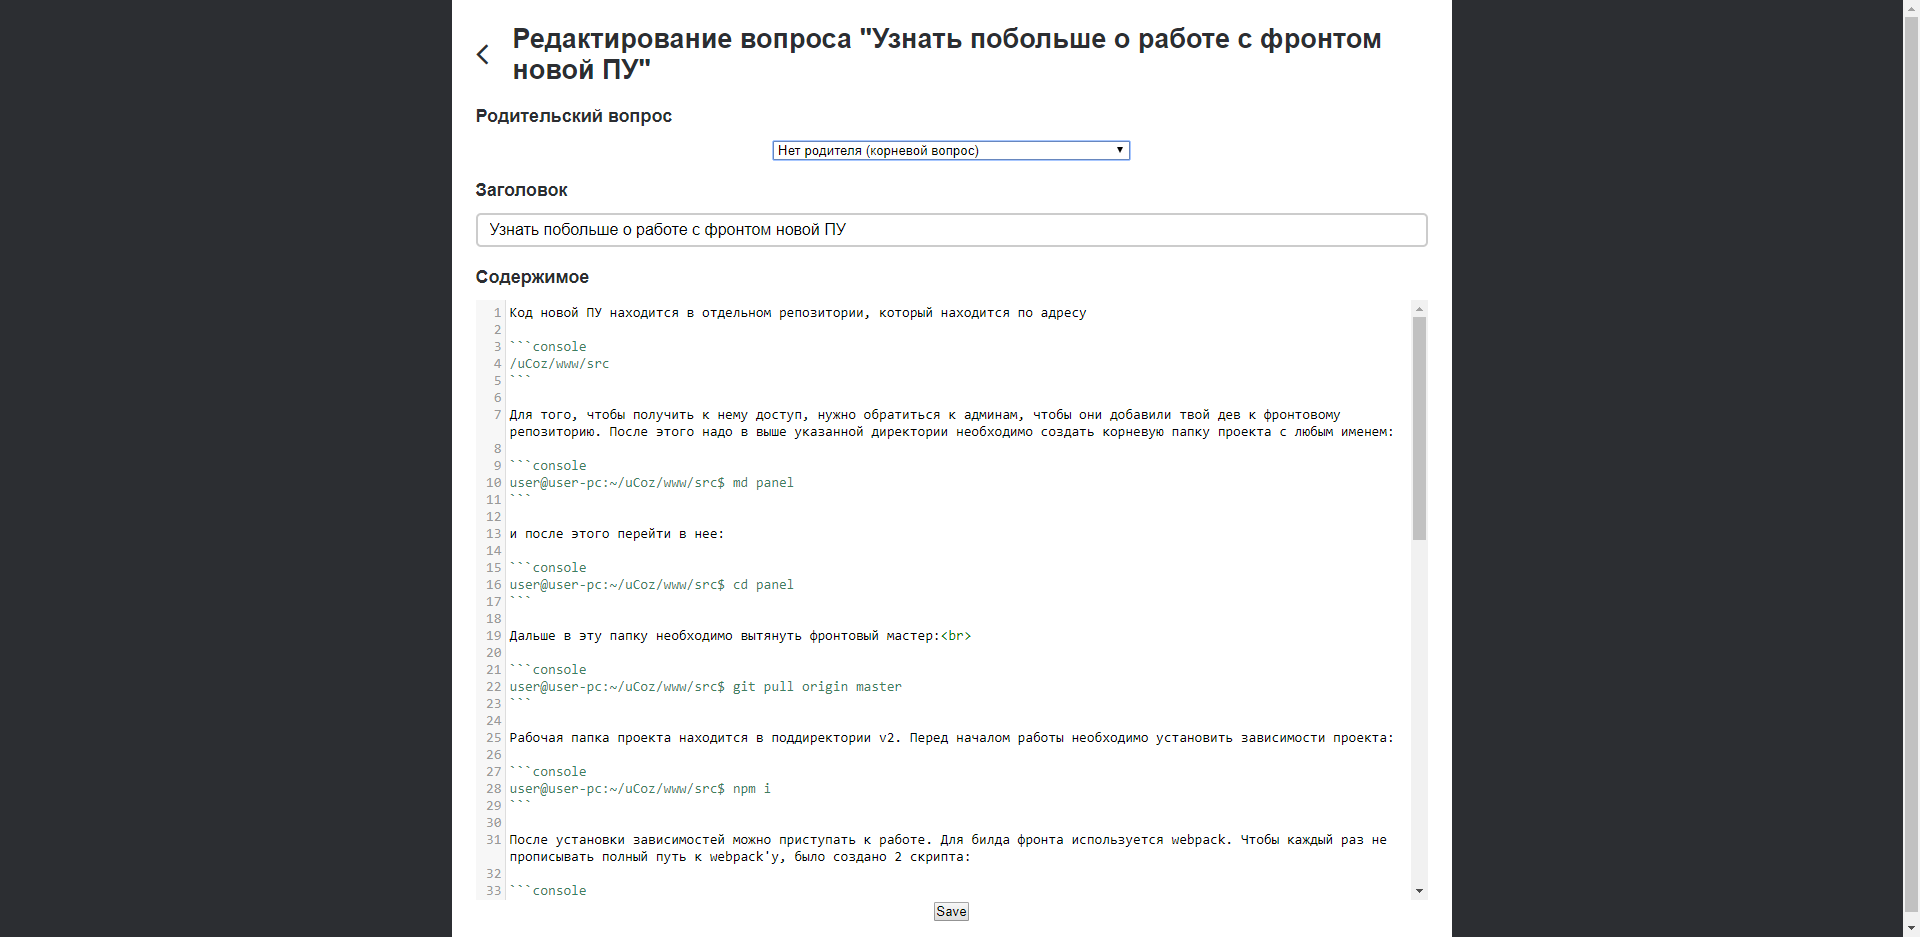 Редактирование вопроса "Узнать побольше о работе с фронтом
новой ПУ"
Родительский вопрос
Нет родителя (корневой вопрос)
Заголовок
Узнать побольше о работе с фронтом новой ПУ
Содержимое
1 Код новой ПУ находится в отдельном репозитории, который находится по адресу
2
3 ```console
4 /uCoz/www/src
5 ```
6
7 Для того, чтобы получить к нему доступ, нужно обратиться к админам, чтобы они добавили твой дев к фронтовому
репозиторию. После этого надо в выше указанной директории необходимо создать корневую папку проекта с любым именем:
8
9 ```console
10 user@user-pc:~/uCoz/www/src$ md panel
11 ```
12
13 и после этого перейти в нее:
14
15 ```console
16 user@user-pc:~/uCoz/www/src$ cd panel
17 ```
18
19 Дальше в эту папку необходимо вытянуть фронтовый мастер:<br>
20
21 ```console
22 user@user-pc:~/uCoz/www/src$ git pull origin master
23 ```
24
25 Рабочая папка проекта находится в поддиректории v2. Перед началом работы необходимо установить зависимости проекта:
26
27 ```console
28 user@user-pc:~/uCoz/www/src$ npm i
29 ```
30
31 После установки зависимостей можно приступать к работе. Для билда фронта используется webpack. Чтобы каждый раз не
прописывать полный путь к webpack'у, было создано 2 скрипта:
32
33 ```console
Save